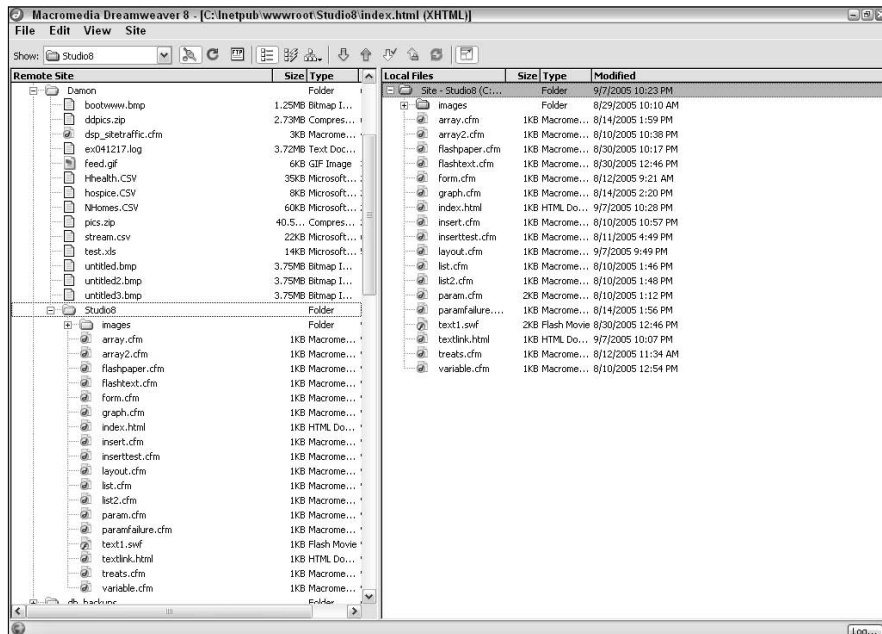 Macromedia Dreamweaver 8 - [C:\Inetpub\wwwroot\Studio8\index.html (XHTML)]
File Edit View Site
Show: Studio8
Remote Site Size Type
Damon Folder
bootwww.bmp 1.25MB Bitmap I...
ddpics.zip 2.73MB Compres...
dsp_sitetraffic.cfm 3KB Macrome...
ex041217.log 3.72MB Text Doc...
feed.gif 6KB GIF Image
Hhealth.CSV 35KB Microsoft...
hospice.CSV 8KB Microsoft...
NHomes.CSV 60KB Microsoft...
pics.zip 40.5... Compres...
stream.csv 22KB Microsoft...
test.xls 14KB Microsoft...
untitled.bmp 3.75MB Bitmap I...
untitled2.bmp 3.75MB Bitmap I...
untitled3.bmp 3.75MB Bitmap I...
Studio8 Folder
images Folder
array.cfm 1KB Macrome...
array2.cfm 1KB Macrome...
flashpaper.cfm 1KB Macrome...
flashtext.cfm 1KB Macrome...
form.cfm 1KB Macrome...
graph.cfm 1KB Macrome...
index.html 1KB HTML Do...
insert.cfm 1KB Macrome...
inserttest.cfm 1KB Macrome...
layout.cfm 1KB Macrome...
list.cfm 1KB Macrome...
list2.cfm 1KB Macrome...
param.cfm 1KB Macrome...
paramfailure.cfm 1KB Macrome...
text1.swf 1KB Flash Movie
textlink.html 1KB HTML Do...
treats.cfm 1KB Macrome...
variable.cfm 1KB Macrome...
db_backups Folder
Local Files Size Type Modified
Site - Studio8 (C:... Folder 9/7/2005 10:23 PM
images Folder 8/29/2005 10:10 AM
array.cfm 1KB Macrome... 8/14/2005 1:59 PM
array2.cfm 1KB Macrome... 8/10/2005 10:38 PM
flashpaper.cfm 1KB Macrome... 8/30/2005 10:17 PM
flashtext.cfm 1KB Macrome... 8/30/2005 12:46 PM
form.cfm 1KB Macrome... 8/12/2005 9:21 AM
graph.cfm 1KB Macrome... 8/14/2005 2:20 PM
index.html 1KB HTML Do... 9/7/2005 10:28 PM
insert.cfm 1KB Macrome... 8/10/2005 10:57 PM
inserttest.cfm 1KB Macrome... 8/11/2005 4:49 PM
layout.cfm 1KB Macrome... 9/7/2005 9:49 PM
list.cfm 1KB Macrome... 8/10/2005 1:46 PM
list2.cfm 1KB Macrome... 8/10/2005 1:48 PM
param.cfm 2KB Macrome... 8/10/2005 1:12 PM
paramfailure.... 1KB Macrome... 8/14/2005 1:56 PM
text1.swf 2KB Flash Movie 8/30/2005 12:46 PM
textlink.html 1KB HTML Do... 9/7/2005 10:07 PM
treats.cfm 1KB Macrome... 8/12/2005 11:34 AM
variable.cfm 1KB Macrome... 8/10/2005 12:54 PM
Log...